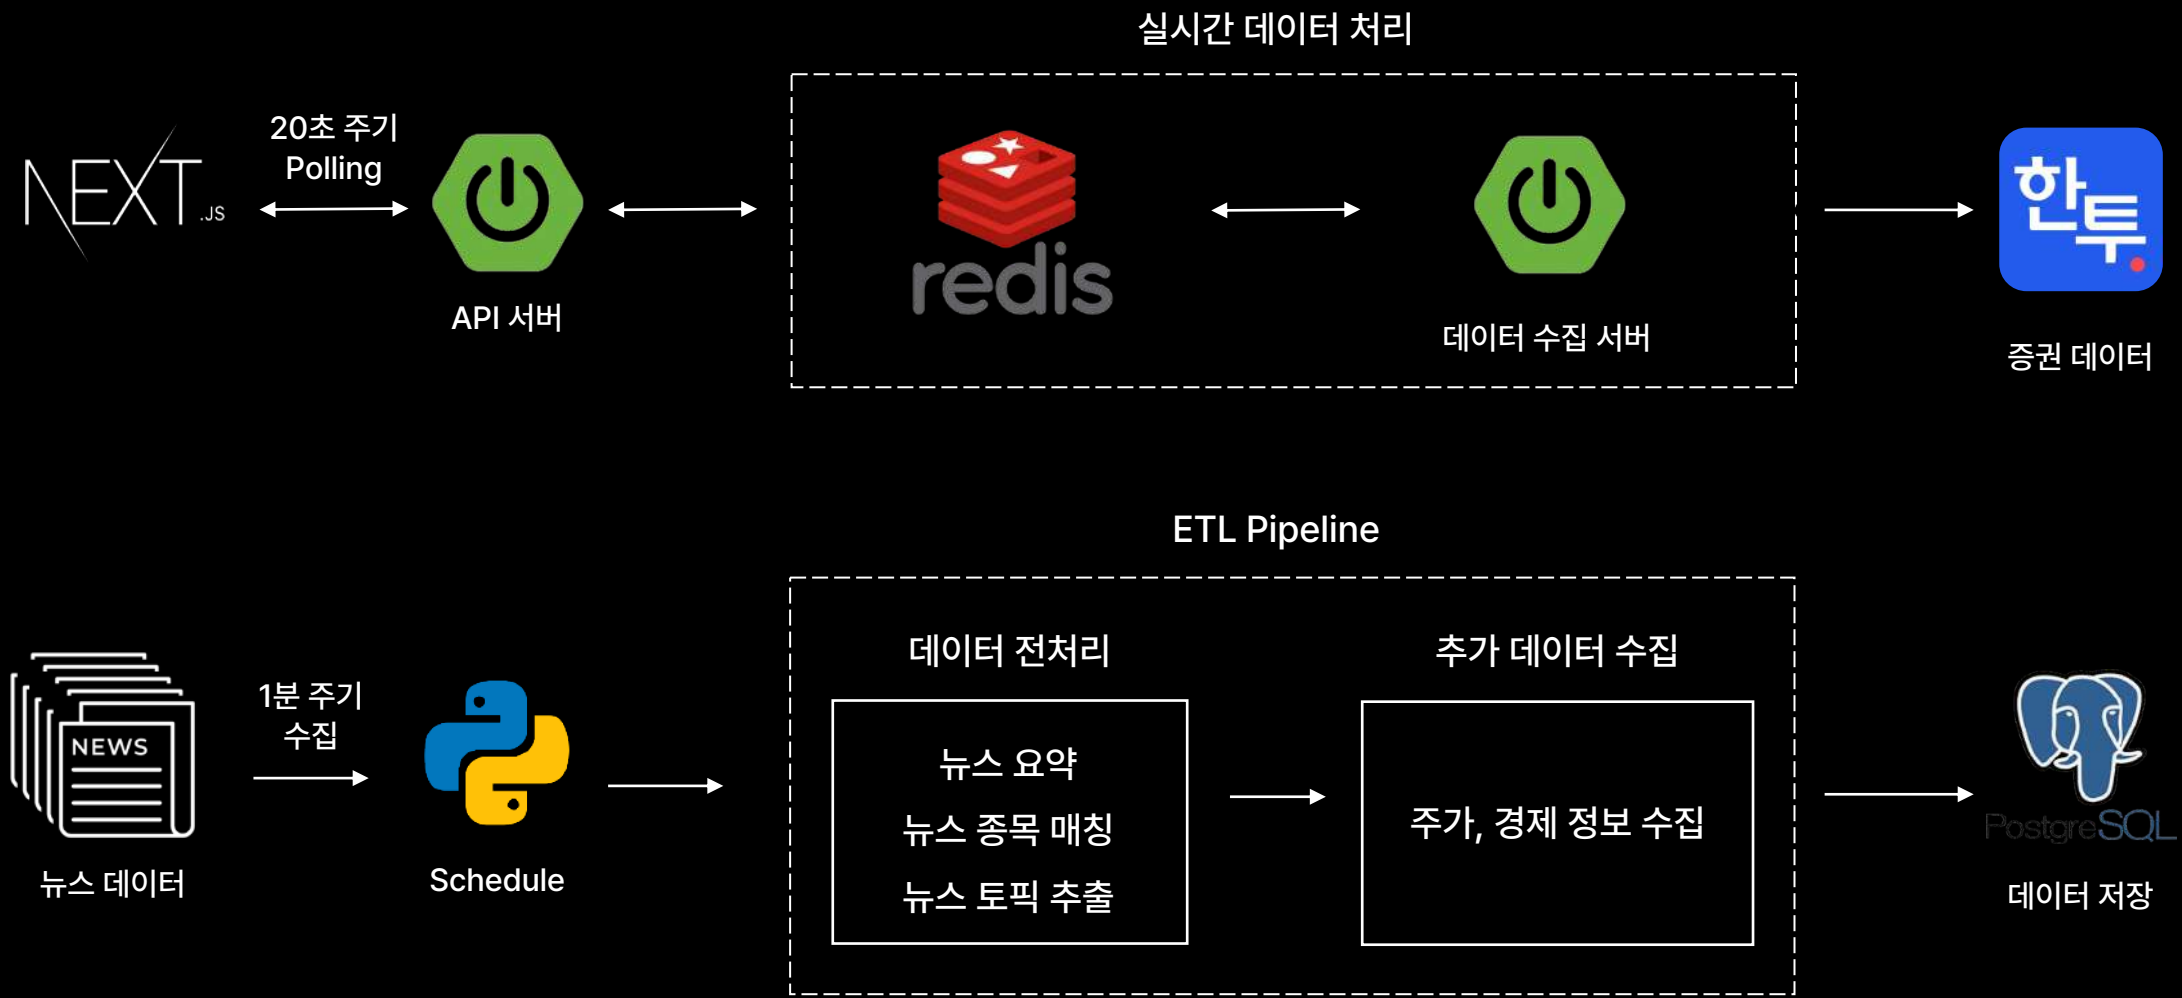 실시간 데이터 처리
20초 주기
Polling
NEXT.JS
API 서버
redis
데이터 수집 서버
한투
증권 데이터
ETL Pipeline
데이터 전처리
추가 데이터 수집
1분 주기
수집
NEWS
뉴스 데이터
Schedule
뉴스 요약
뉴스 종목 매칭
뉴스 토픽 추출
주가, 경제 정보 수집
PostgreSQL
데이터 저장